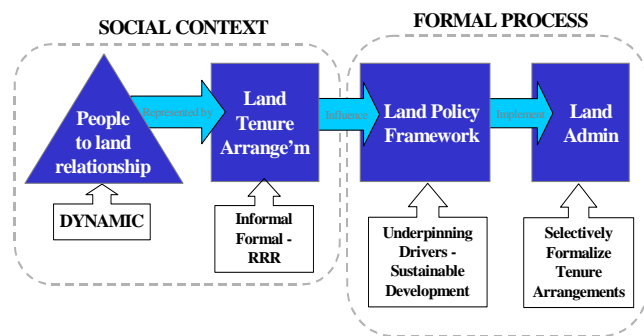 SOCIAL CONTEXT
FORMAL PROCESS
People
to land
relationship
Represented by
Land
Tenure
Arrange'm
Influence
Land Policy
Framework
Implement
Land
Admin
DYNAMIC
Informal
Formal -
RRR
Underpinning
Drivers -
Sustainable
Development
Selectively
Formalize
Tenure
Arrangements